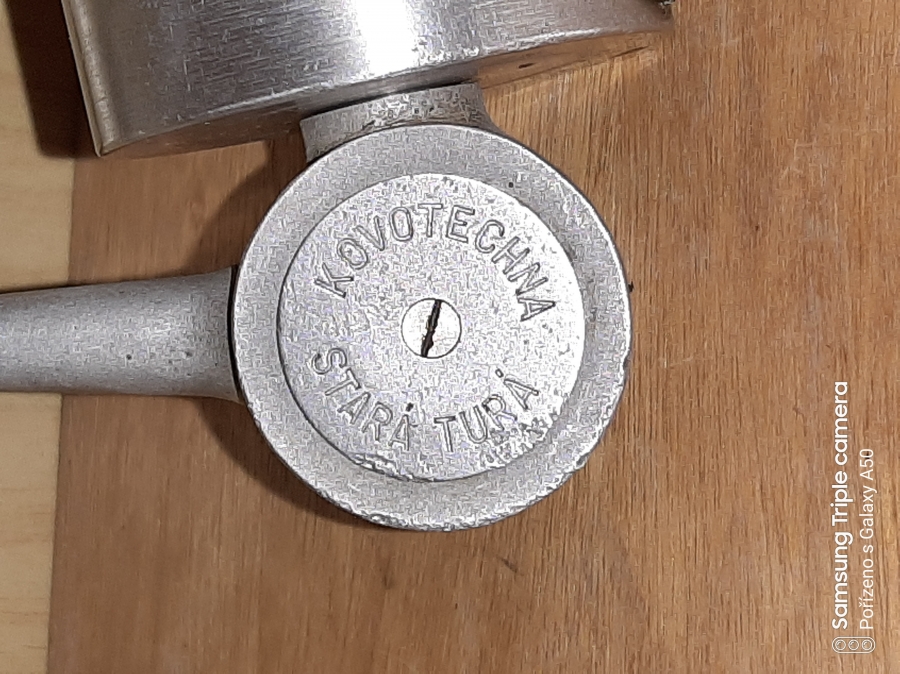 KOVOTECHNA
STARÁ TURÁ
Samsung Triple camera
Pořízeno s Galaxy A50